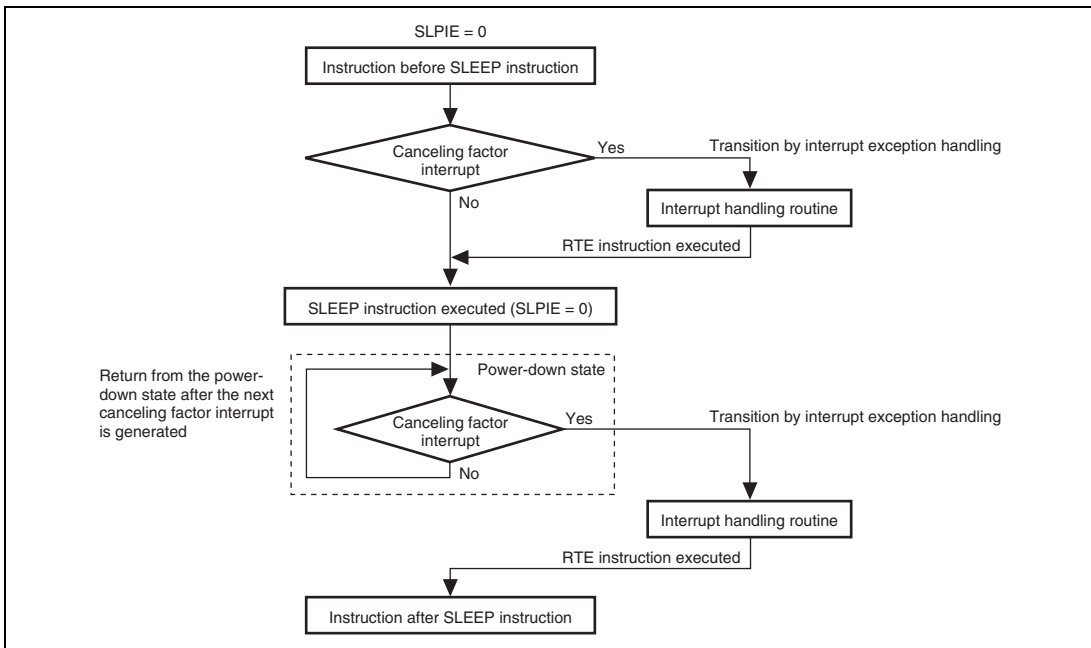 SLPIE = 0
Instruction before SLEEP instruction
Canceling factor
interrupt
Yes
Transition by interrupt exception handling
No
Interrupt handling routine
RTE instruction executed
SLEEP instruction executed (SLPIE = 0)
Return from the power-
down state after the next
canceling factor interrupt
is generated
Power-down state
Canceling factor
interrupt
Yes
Transition by interrupt exception handling
No
Interrupt handling routine
RTE instruction executed
Instruction after SLEEP instruction